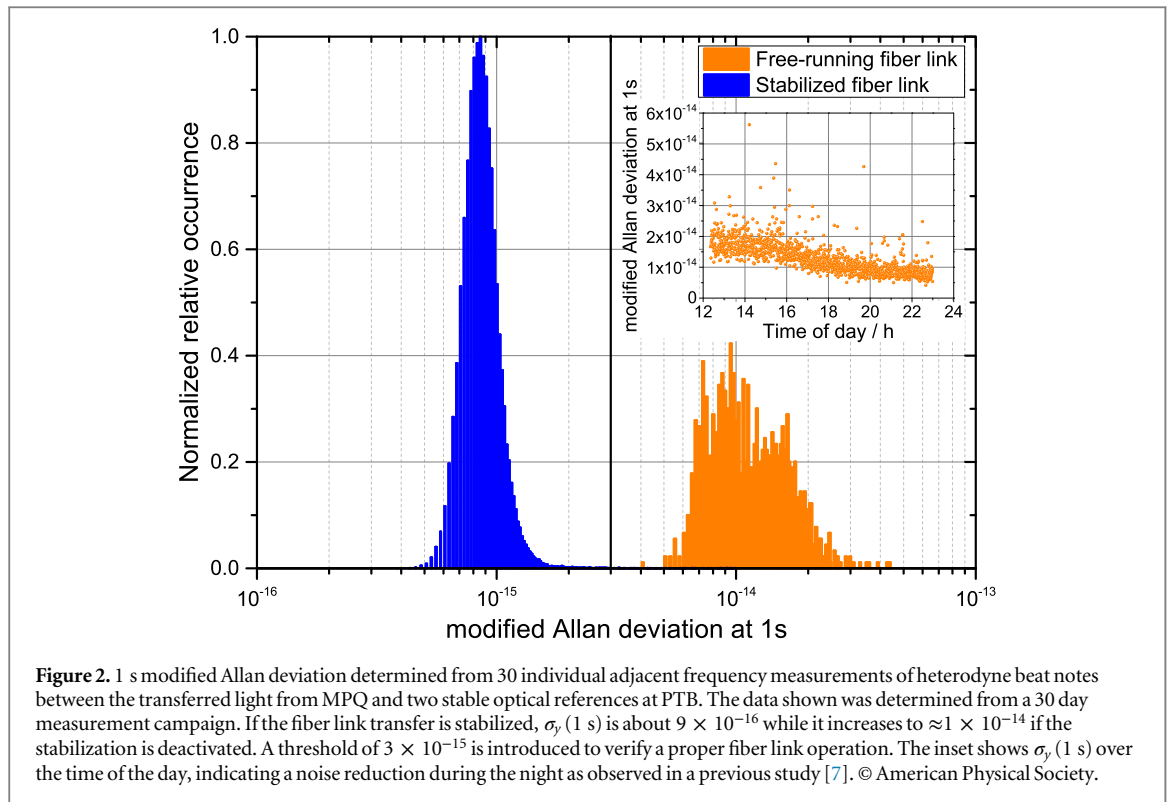 1.0
0.8
0.6
0.4
0.2
0.0
Normalized relative occurrence
10-16
10-15
10-14
10-13
modified Allan deviation at 1s
Free-running fiber link
Stabilized fiber link
modified Allan deviation at 1s
6x10-14
5x10-14
4x10-14
3x10-14
2x10-14
1x10-14
0
12 14 16 18 20 22 24
Time of day / h
Figure 2. 1 s modified Allan deviation determined from 30 individual adjacent frequency measurements of heterodyne beat notes
between the transferred light from MPQ and two stable optical references at PTB. The data shown was determined from a 30 day
measurement campaign. If the fiber link transfer is stabilized, σy (1 s) is about 9 × 10−16 while it increases to ≈1 × 10−14 if the
stabilization is deactivated. A threshold of 3 × 10−15 is introduced to verify a proper fiber link operation. The inset shows σy (1 s) over
the time of the day, indicating a noise reduction during the night as observed in a previous study [7]. © American Physical Society.